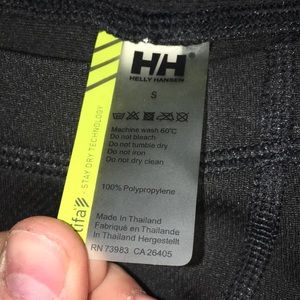 HH
HELLY HANSEN
S
Machine wash 60°C
Do not bleach
Do not tumble dry
Do not iron
Do not dry clean
100% Polypropylene
Made In Thailand
Fabriqué en Thaïlande
In Thailand Hergestellt
RN 73983 CA 26405
STAY DRY TECHNOLOGY